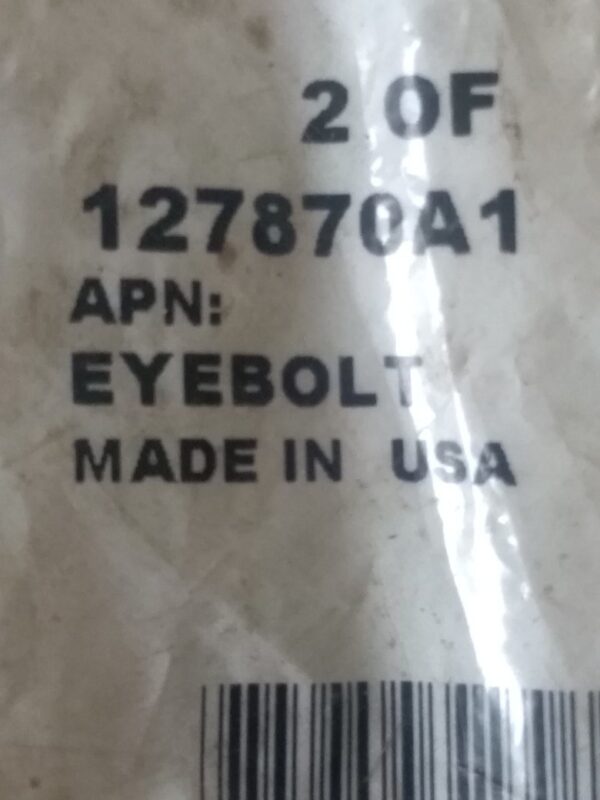 2 OF
127870A1
APN:
EYEBOLT
MADE IN USA